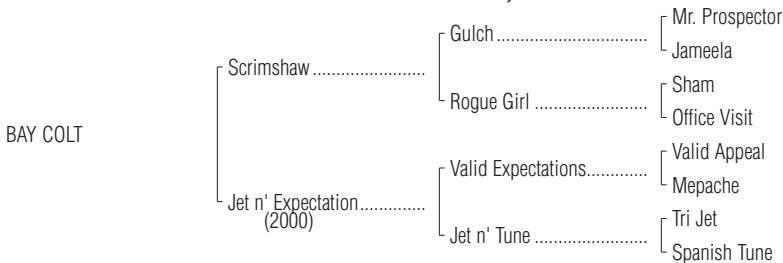 Mr. Prospector
Gulch
Jameela
Scrimshaw
Sham
Rogue Girl
Office Visit
BAY COLT
Valid Appeal
Valid Expectations
Mepache
Jet n' Expectation
(2000)
Tri Jet
Jet n' Tune
Spanish Tune